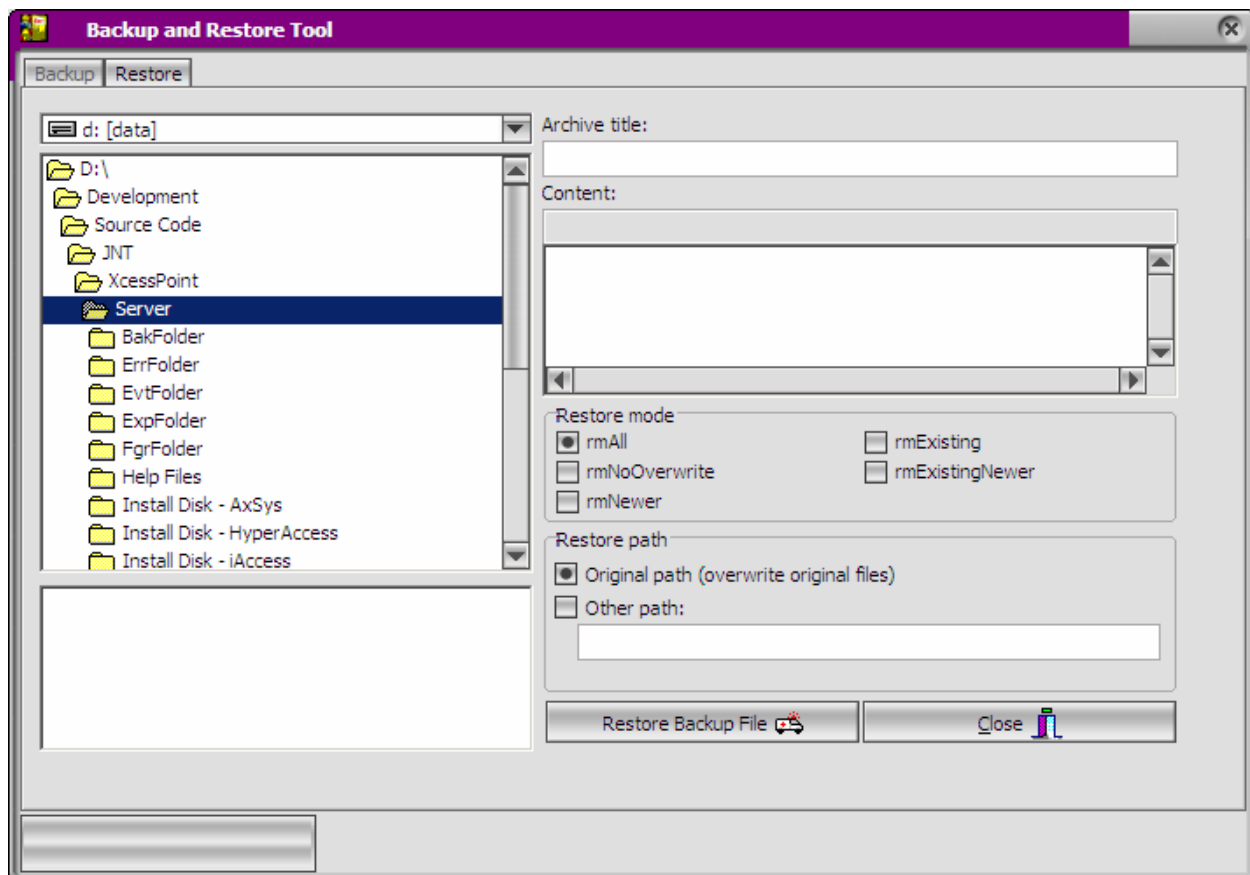 Backup and Restore Tool
Backup Restore
d: [data]
D:\
Development
Source Code
JNT
XcessPoint
Server
BakFolder
ErrFolder
EvtFolder
ExpFolder
FgrFolder
Help Files
Install Disk - AxSys
Install Disk - HyperAccess
Install Disk - iAccess
Archive title:
Content:
Restore mode
rmAll rmExisting
rmNoOverwrite rmExistingNewer
rmNewer
Restore path
Original path (overwrite original files)
Other path:
Restore Backup File Close